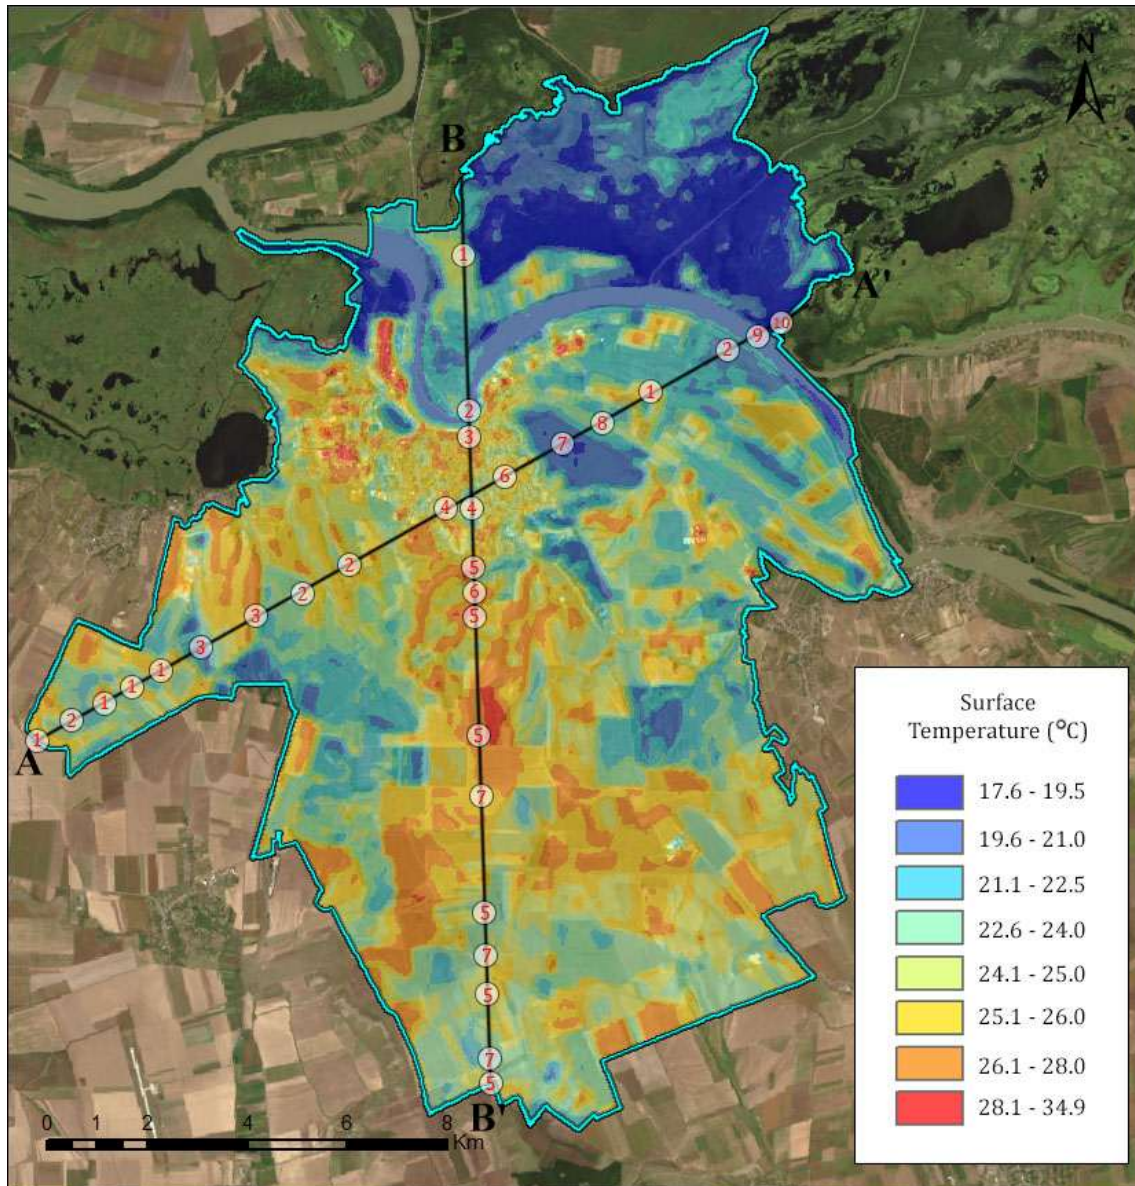 N
B
1
A'
10
9
2
1
2
8
3
7
6
4
4
5
2
6
2
5
3
3
1
1
1
2
1
A
5
7
5
7
5
7
5
B'
0 1 2 4 6 8
Km
Surface
Temperature (°C)
17.6 - 19.5
19.6 - 21.0
21.1 - 22.5
22.6 - 24.0
24.1 - 25.0
25.1 - 26.0
26.1 - 28.0
28.1 - 34.9